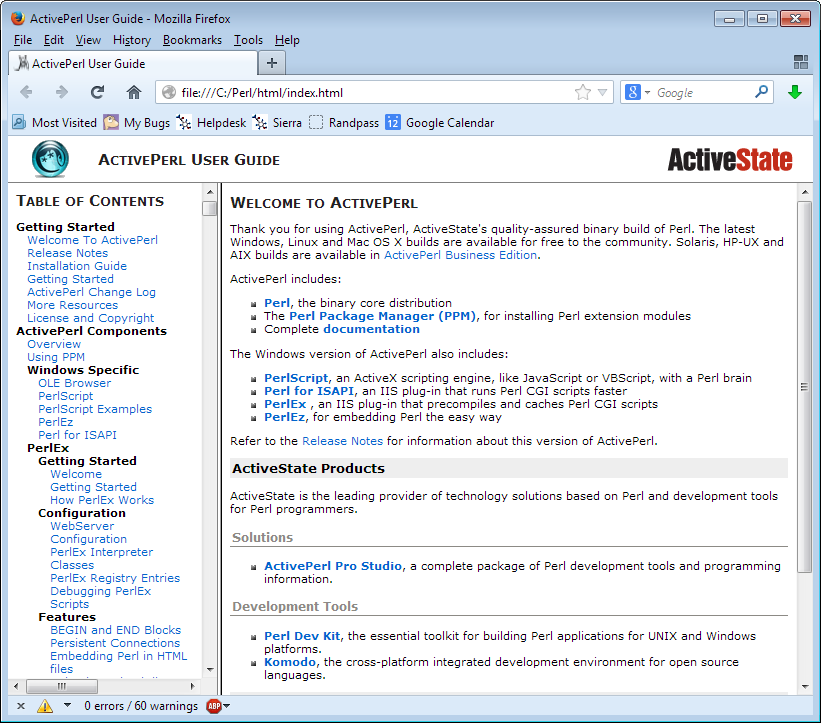 ActivePerl User Guide - Mozilla Firefox
File Edit View History Bookmarks Tools Help
ActivePerl User Guide
file:///C:/Perl/html/index.html
8 Google
Most Visited My Bugs Helpdesk Sierra Randpass 12 Google Calendar
ACTIVEPERL USER GUIDE
ActiveState
TABLE OF CONTENTS
Getting Started
Welcome To ActivePerl
Release Notes
Installation Guide
Getting Started
ActivePerl Change Log
More Resources
License and Copyright
ActivePerl Components
Overview
Using PPM
Windows Specific
OLE Browser
PerlScript
PerlScript Examples
PerlEz
Perl for ISAPI
PerlEx
Getting Started
Welcome
Getting Started
How PerlEx Works
Configuration
WebServer
Configuration
PerlEx Interpreter
Classes
PerlEx Registry Entries
Debugging PerlEx
Scripts
Features
BEGIN and END Blocks
Persistent Connections
Embedding Perl in HTML
files
WELCOME TO ACTIVEPERL
Thank you for using ActivePerl, ActiveState's quality-assured binary build of Perl. The latest
Windows, Linux and Mac OS X builds are available for free to the community. Solaris, HP-UX and
AIX builds are available in ActivePerl Business Edition.
ActivePerl includes:
Perl, the binary core distribution
The Perl Package Manager (PPM), for installing Perl extension modules
Complete documentation
The Windows version of ActivePerl also includes:
PerlScript, an ActiveX scripting engine, like JavaScript or VBScript, with a Perl brain
Perl for ISAPI, an IIS plug-in that runs Perl CGI scripts faster
PerlEx , an IIS plug-in that precompiles and caches Perl CGI scripts
PerlEz, for embedding Perl the easy way
Refer to the Release Notes for information about this version of ActivePerl.
ActiveState Products
ActiveState is the leading provider of technology solutions based on Perl and development tools
for Perl programmers.
Solutions
ActivePerl Pro Studio, a complete package of Perl development tools and programming
information.
Development Tools
Perl Dev Kit, the essential toolkit for building Perl applications for UNIX and Windows
platforms.
Komodo, the cross-platform integrated development environment for open source
languages.
0 errors / 60 warnings ABP